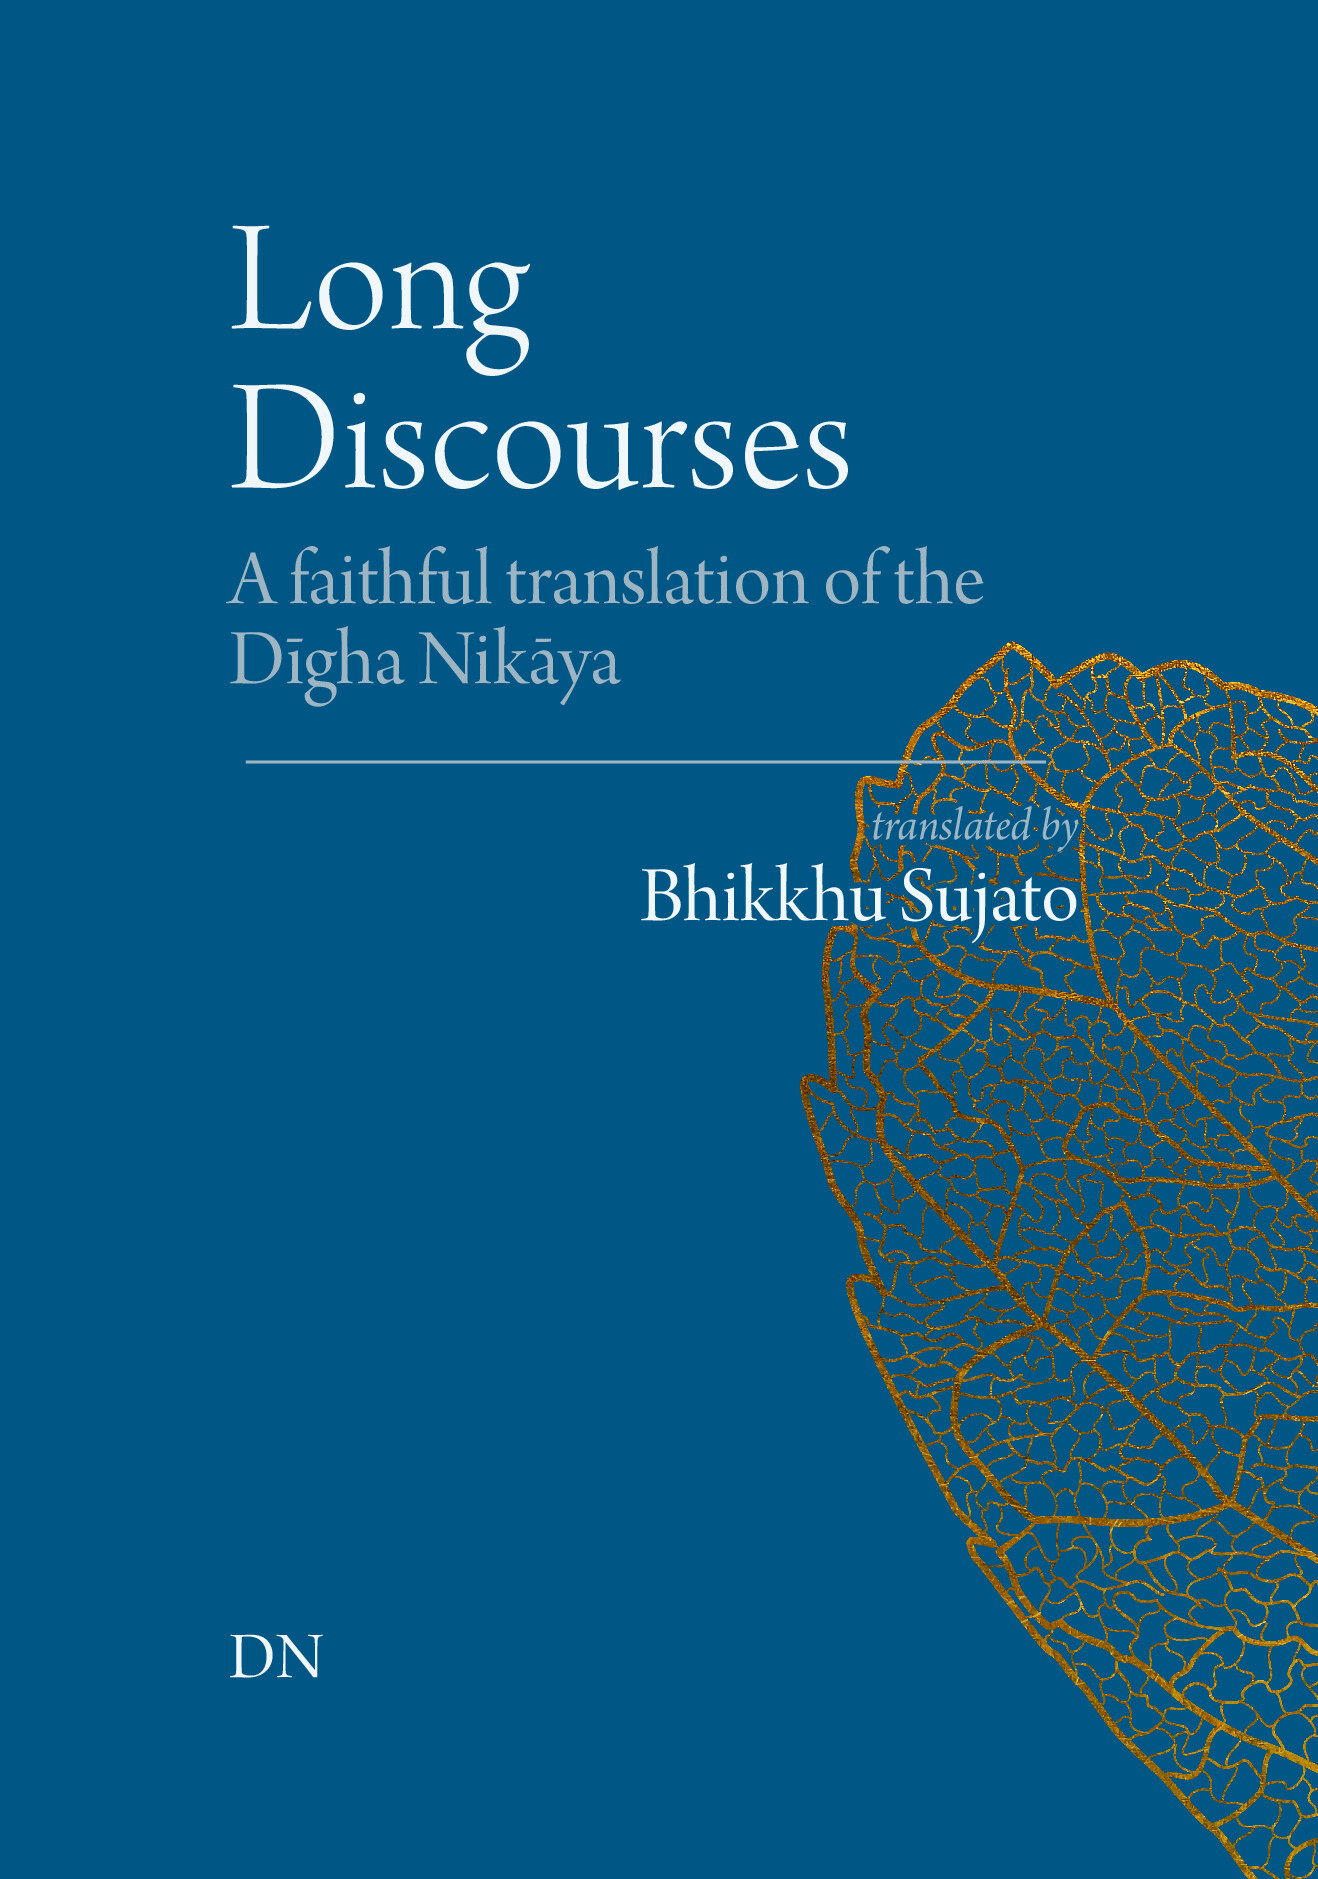 Long
Discourses
A faithful translation of the
Dīgha Nikāya
translated by
Bhikkhu Sujato
DN